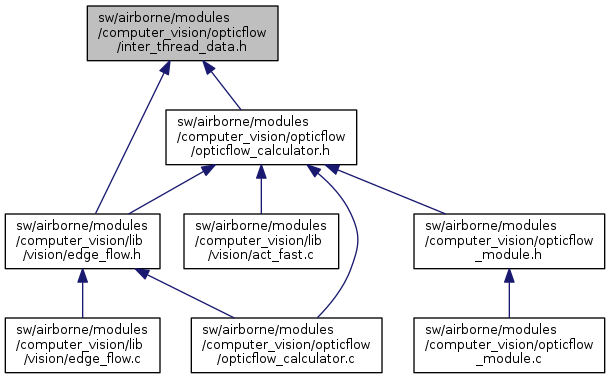 sw/airborne/modules
/computer_vision/opticflow
/inter_thread_data.h
sw/airborne/modules
/computer_vision/opticflow
/opticflow_calculator.h
sw/airborne/modules
/computer_vision/lib
/vision/edge_flow.h
sw/airborne/modules
/computer_vision/lib
/vision/act_fast.c
sw/airborne/modules
/computer_vision/opticflow
_module.h
sw/airborne/modules
/computer_vision/lib
/vision/edge_flow.c
sw/airborne/modules
/computer_vision/opticflow
/opticflow_calculator.c
sw/airborne/modules
/computer_vision/opticflow
_module.c